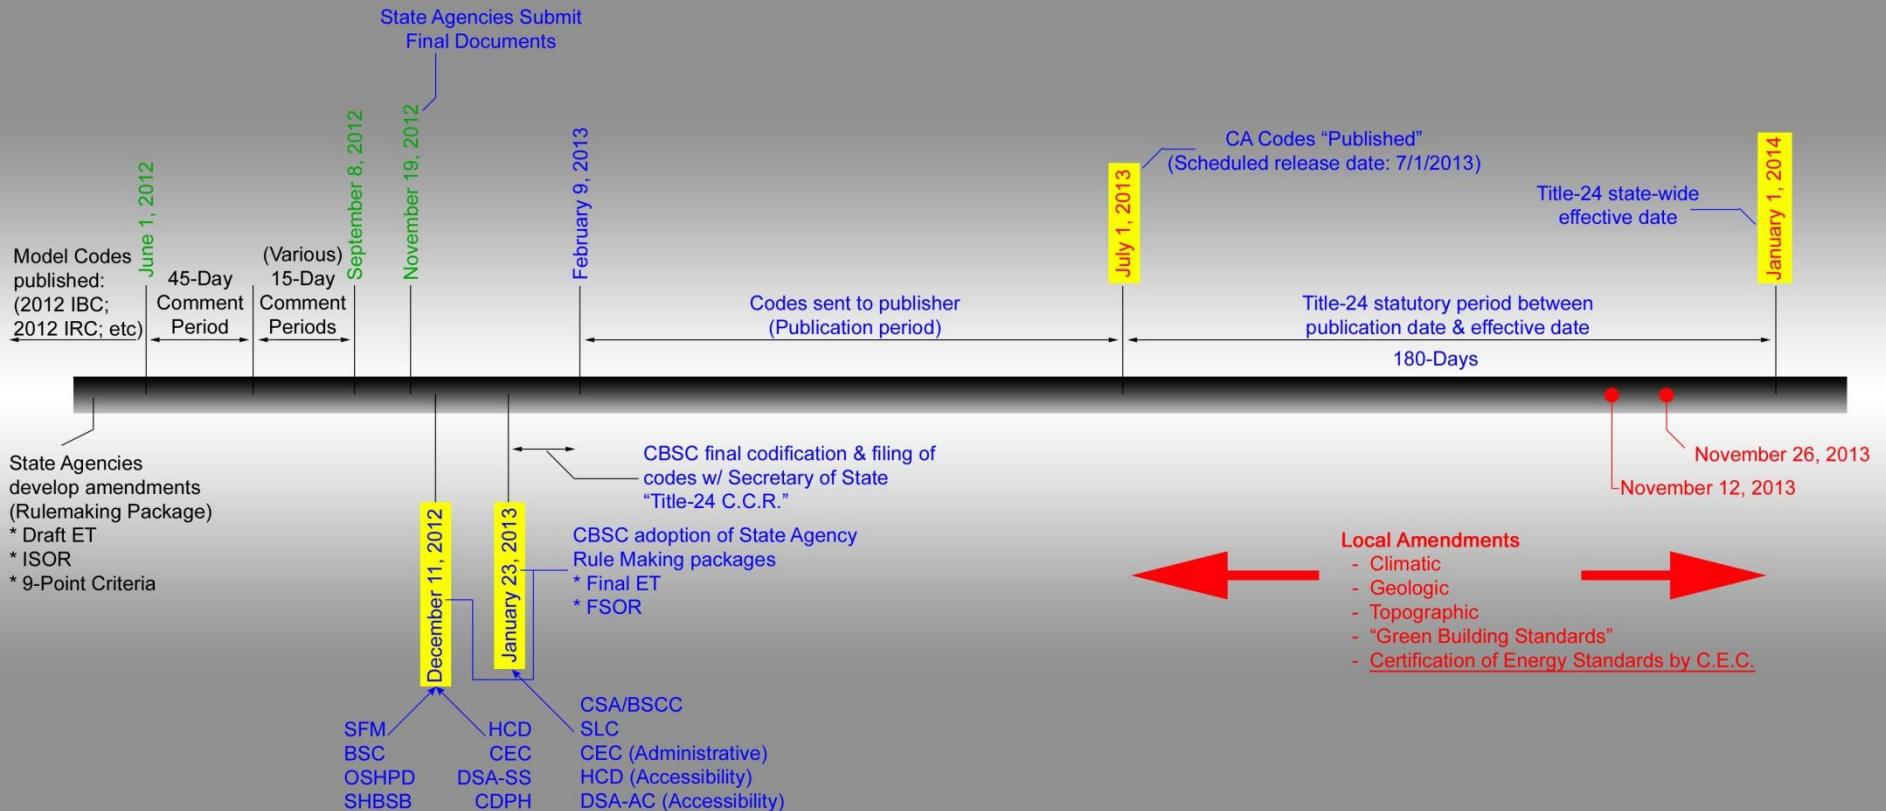 State Agencies Submit
Final Documents
June 1, 2012
September 8, 2012
November 19, 2012
February 9, 2013
July 1, 2013
January 1, 2014
CA Codes “Published”
(Scheduled release date: 7/1/2013)
Title-24 state-wide
effective date
Model Codes
published:
(2012 IBC;
2012 IRC; etc)
45-Day
Comment
Period
(Various)
15-Day
Comment
Periods
Codes sent to publisher
(Publication period)
Title-24 statutory period between
publication date & effective date
180-Days
State Agencies
develop amendments
(Rulemaking Package)
* Draft ET
* ISOR
* 9-Point Criteria
December 11, 2012
January 23, 2013
CBSC final codification & filing of
codes w/ Secretary of State
“Title-24 C.C.R.”
CBSC adoption of State Agency
Rule Making packages
* Final ET
* FSOR
November 26, 2013
November 12, 2013
Local Amendments
- Climatic
- Geologic
- Topographic
- “Green Building Standards”
- Certification of Energy Standards by C.E.C.
SFM
BSC
OSHPD
SHBSB
HCD
CEC
DSA-SS
CDPH
CSA/BSCC
SLC
CEC (Administrative)
HCD (Accessibility)
DSA-AC (Accessibility)